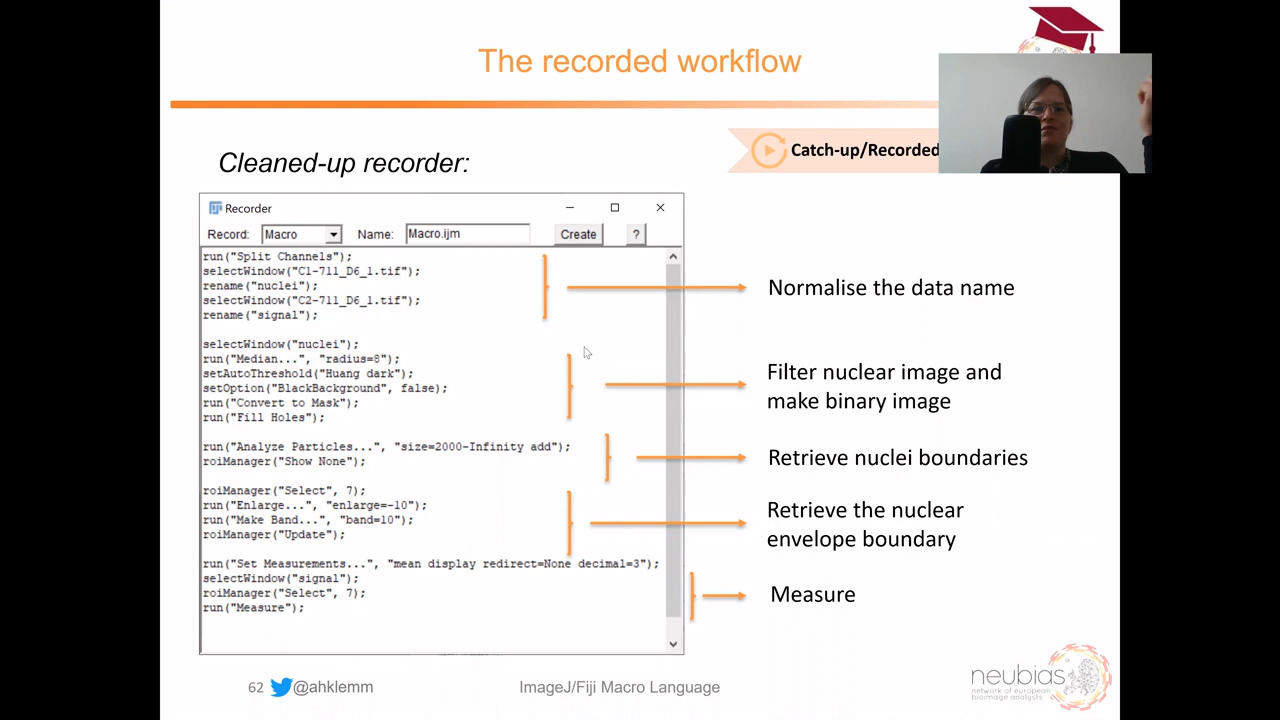 The recorded workflow
Catch-up/Recorded
Cleaned-up recorder:
Recorder
Record: Macro Name: Macro.ijm Create ?
run("Split Channels");
selectWindow("C1-711_D6_1.tif");
rename("nuclei");
selectWindow("C2-711_D6_1.tif");
rename("signal");
Normalise the data name
selectWindow("nuclei");
run("Median...", "radius=8");
setAutoThreshold("Huang dark");
setOption("BlackBackground", false);
run("Convert to Mask");
run("Fill Holes");
Filter nuclear image and
make binary image
run("Analyze Particles...", "size=2000-Infinity add");
roiManager("Show None");
Retrieve nuclei boundaries
roiManager("Select", 7);
run("Enlarge...", "enlarge=-10");
run("Make Band...", "band=10");
roiManager("Update");
Retrieve the nuclear
envelope boundary
run("Set Measurements...", "mean display redirect=None decimal=3");
selectWindow("signal");
roiManager("Select", 7);
run("Measure");
Measure
62 @ahklemm ImageJ/Fiji Macro Language
neubias
network of european
bioimage analysts